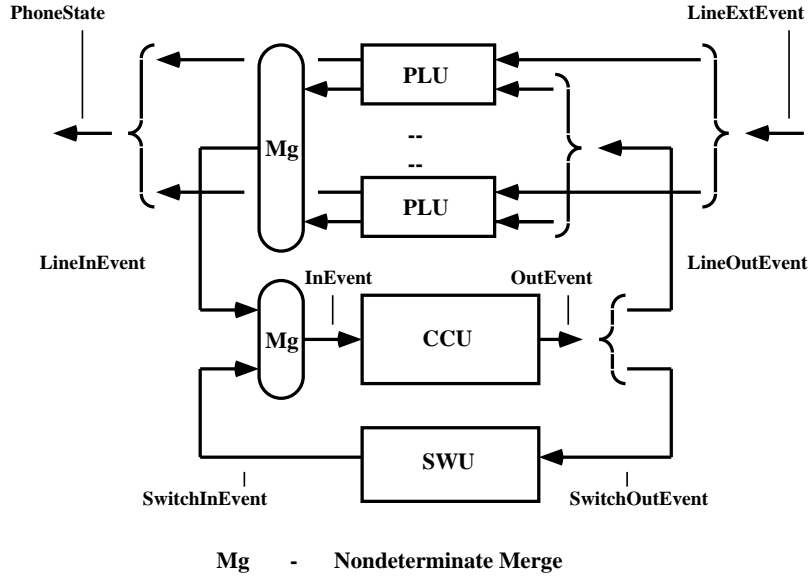 PhoneState
LineExtEvent
PLU
Mg
--
--
PLU
LineInEvent
LineOutEvent
InEvent
OutEvent
Mg
CCU
SWU
SwitchInEvent
SwitchOutEvent
Mg - Nondeterminate Merge